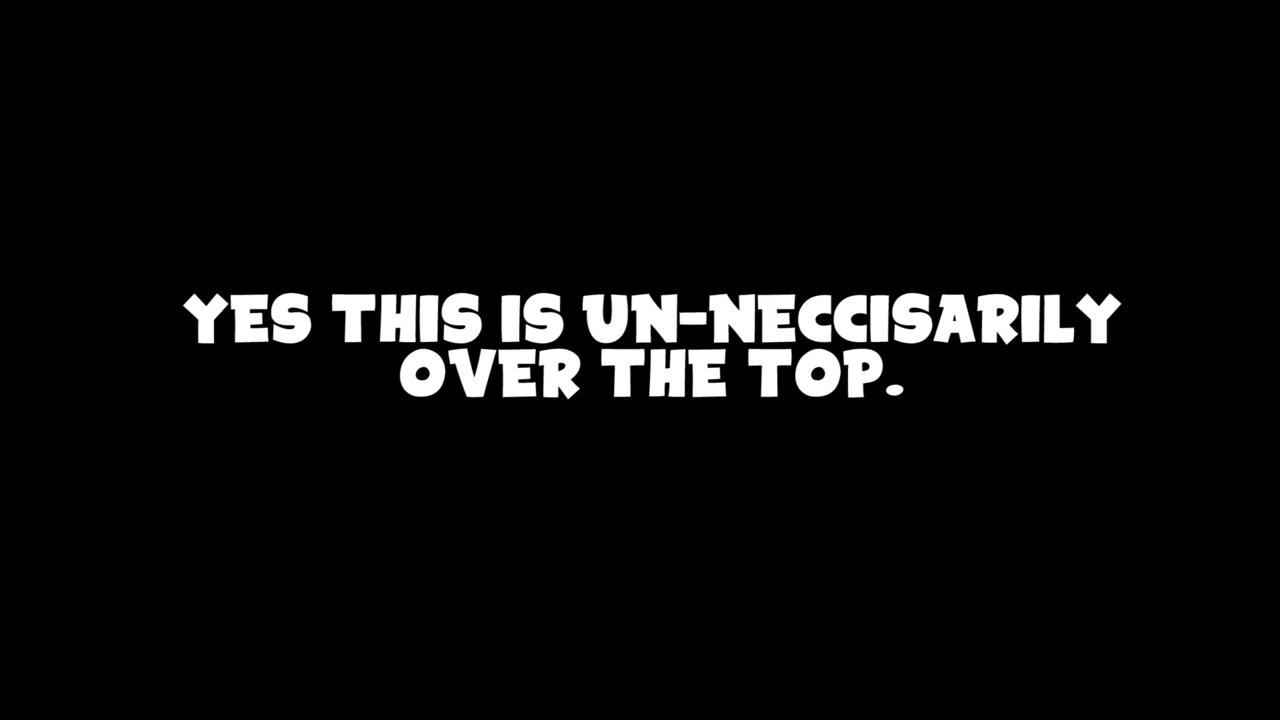 YES THIS IS UN-NECCISARILY
OVER THE TOP.